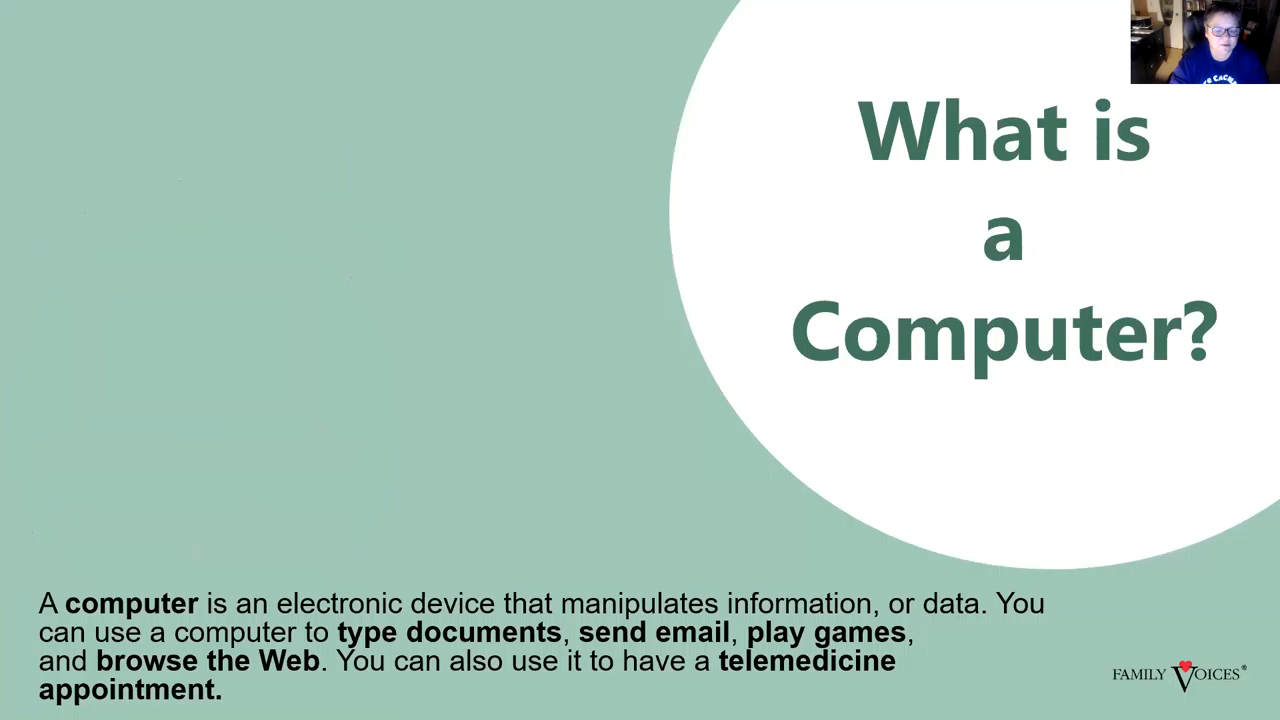 What is
a
Computer?
A computer is an electronic device that manipulates information, or data. You
can use a computer to type documents, send email, play games,
and browse the Web. You can also use it to have a telemedicine
appointment.
FAMILY VOICES®